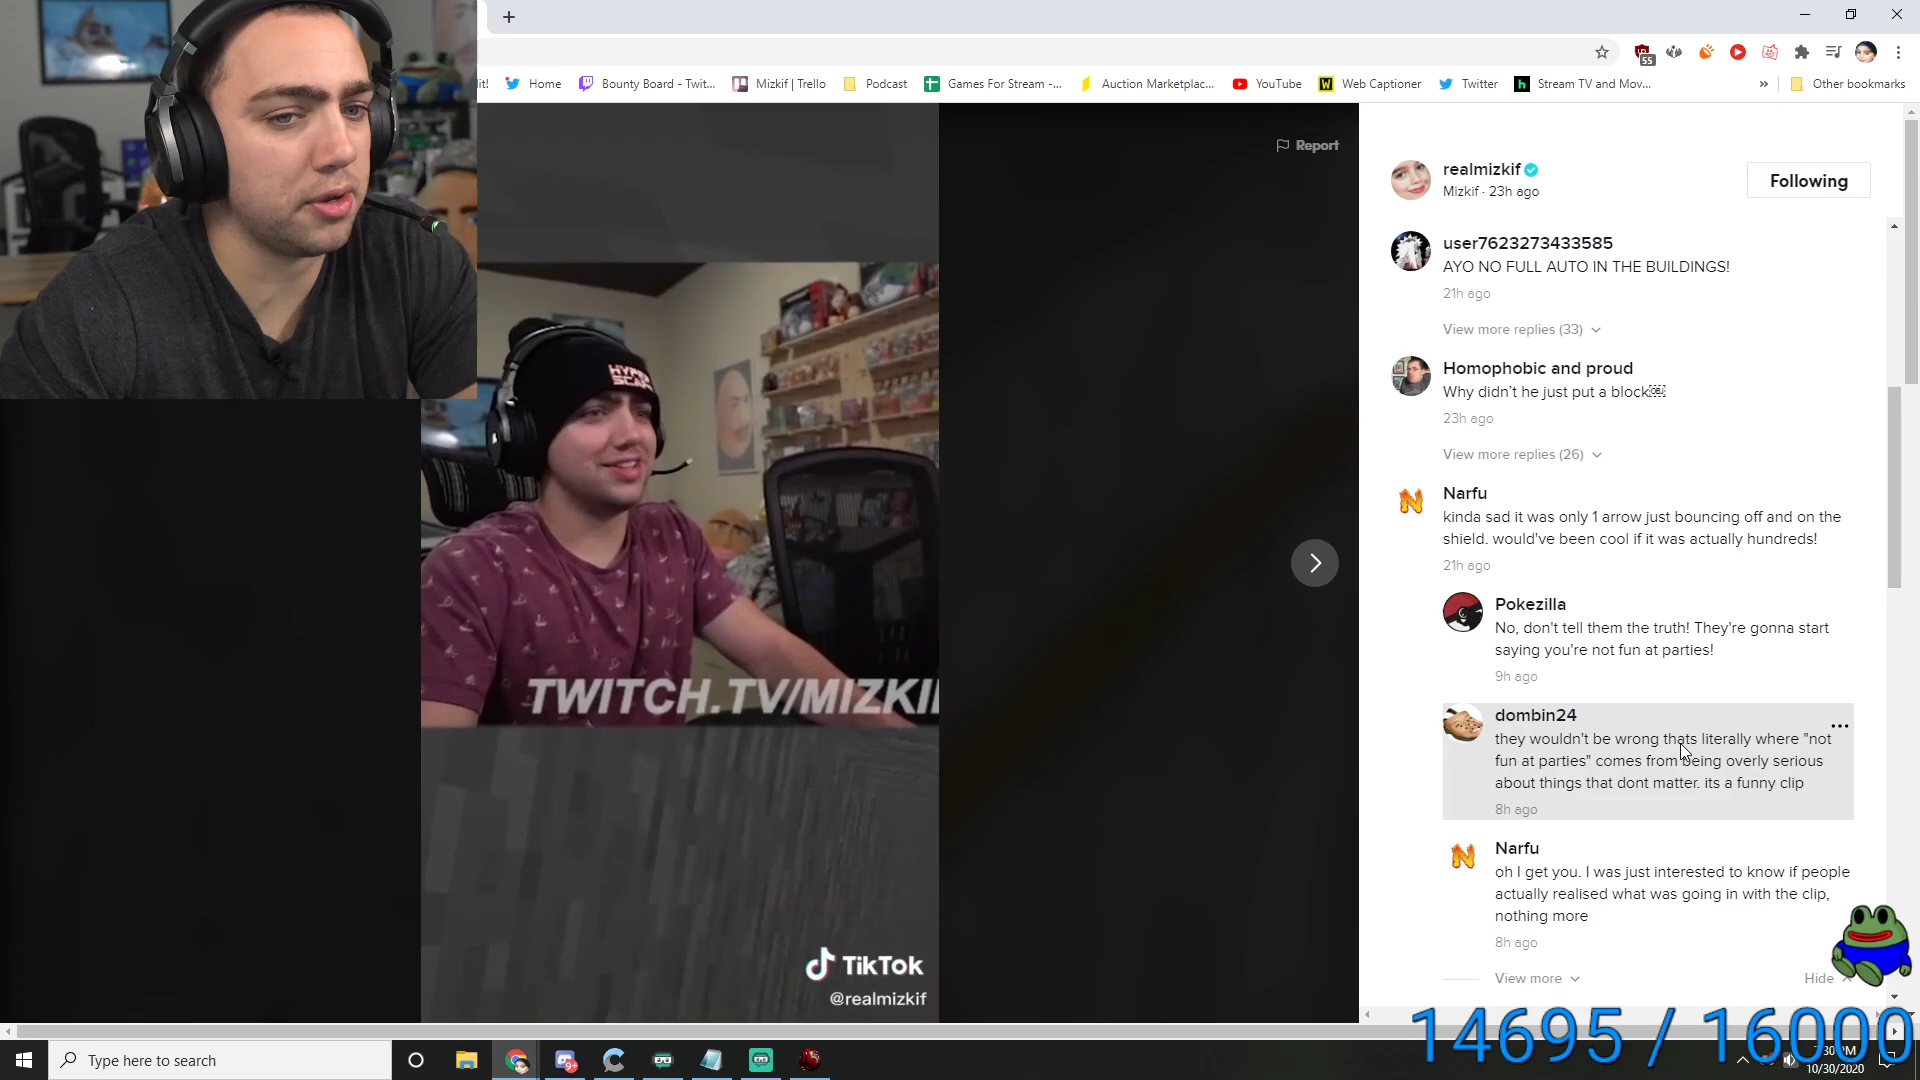 55
it!
Home
Bounty Board - Twit...
Mizkif | Trello
Podcast
Games For Stream -...
Auction Marketplac...
YouTube
Web Captioner
Twitter
Stream TV and Mov...
»
Other bookmarks
Report
realmizkif
Mizkif · 23h ago
Following
user7623273433585
AYO NO FULL AUTO IN THE BUILDINGS!
21h ago
View more replies (33)
Homophobic and proud
Why didn’t he just put a block
23h ago
View more replies (26)
Narfu
kinda sad it was only 1 arrow just bouncing off and on the
shield. would've been cool if it was actually hundreds!
21h ago
Pokezilla
No, don't tell them the truth! They're gonna start
saying you're not fun at parties!
9h ago
dombin24
they wouldn't be wrong thats literally where "not
fun at parties" comes from being overly serious
about things that dont matter. its a funny clip
8h ago
Narfu
oh I get you. I was just interested to know if people
actually realised what was going in with the clip,
nothing more
8h ago
View more
Hide
HYPER
SCAPE
TWITCH.TV/MIZKIF
TikTok
@realmizkif
14695 / 16000
Type here to search
9+
:30 PM
10/30/2020